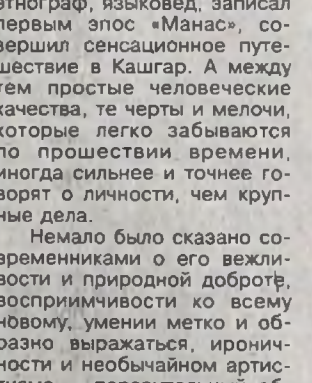 этнограф, языковед, записал
первым эпос «Манас», со-
вершил сенсационное путе-
шествие в Кашгар. А между
тем простые человеческие
качества, те черты и мелочи,
которые легко забываются
по прошествии времени,
иногда сильнее и точнее го-
ворят о личности, чем круп-
ные дела.
Немало было сказано со-
временниками о его вежли-
вости и природной доброте,
восприимчивости ко всему
новому, умении метко и об-
разно выражаться, иронич-
ности и необычайном артис-